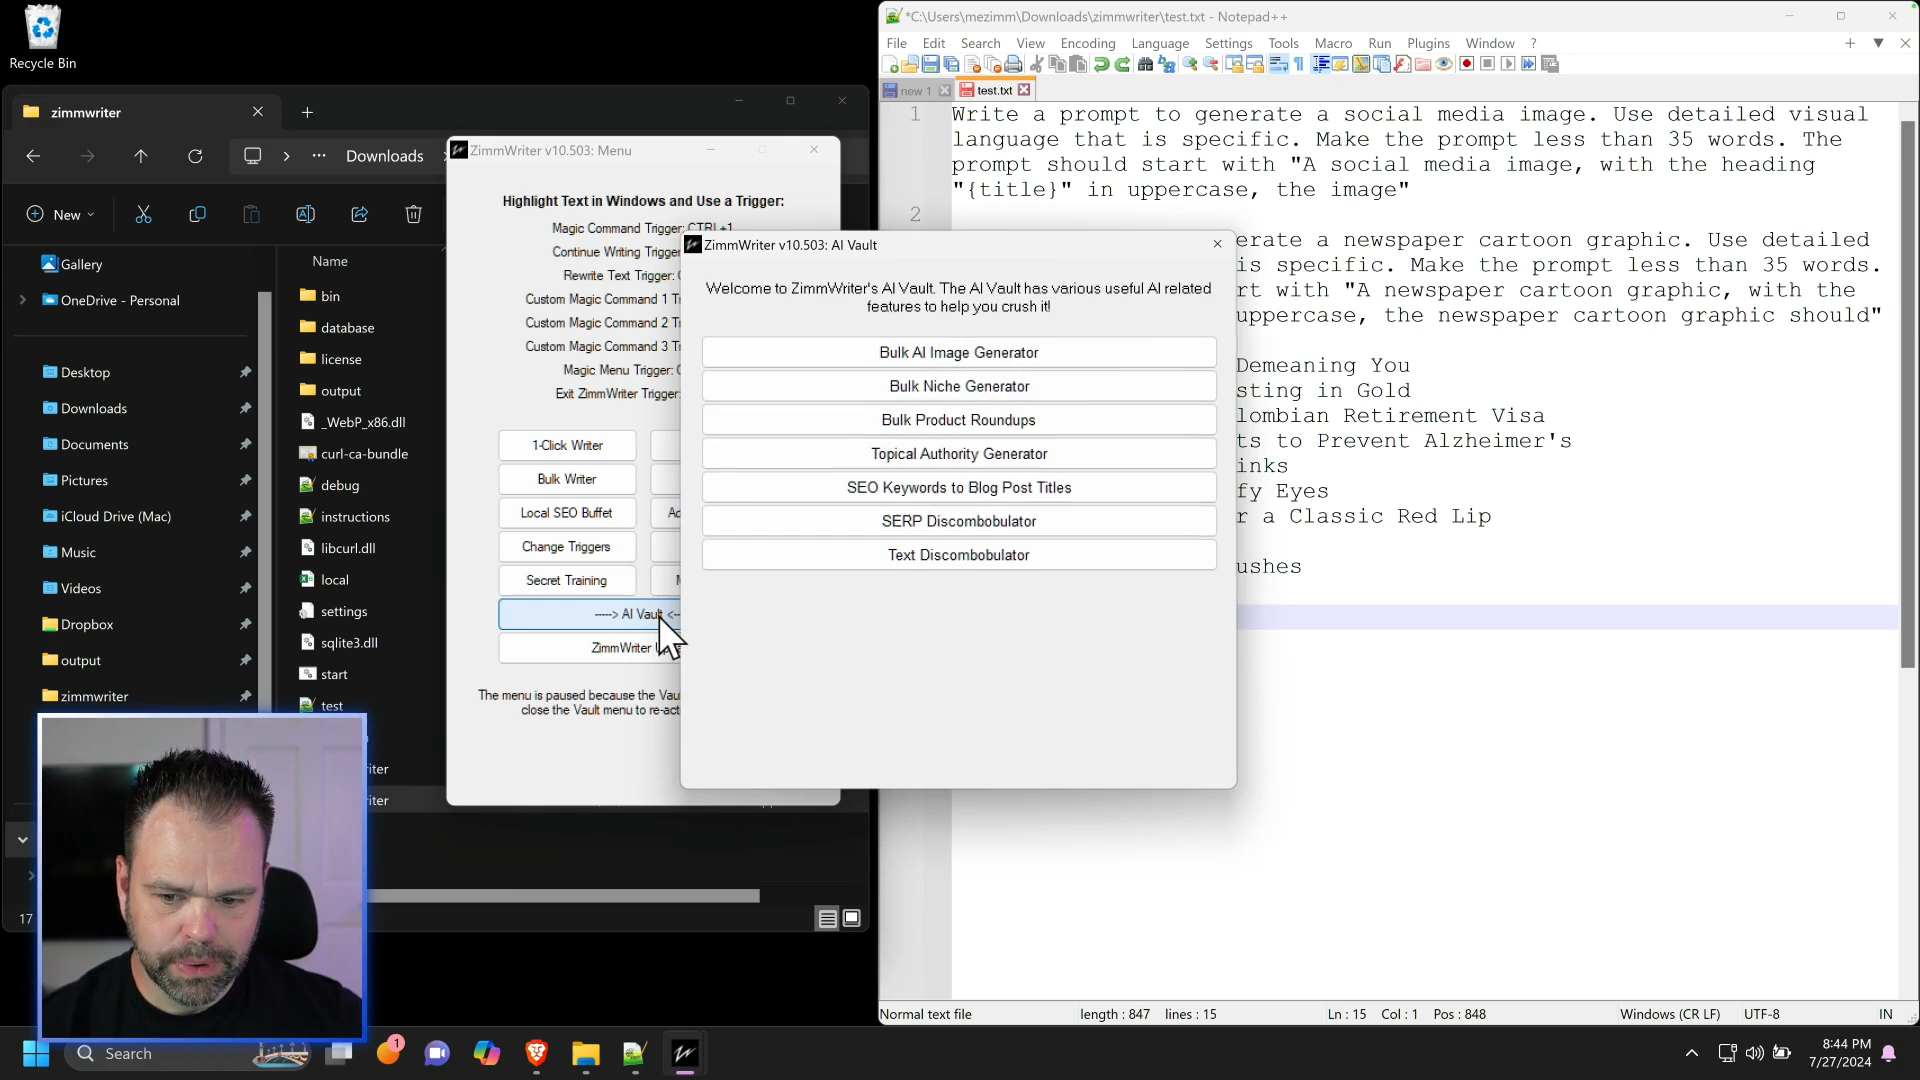 Recycle Bin
zimmwriter
Downloads
New
Gallery
OneDrive - Personal
Desktop
Downloads
Documents
Pictures
iCloud Drive (Mac)
Music
Videos
Dropbox
output
zimmwriter
17
Name
bin
database
license
output
_WebP_x86.dll
curl-ca-bundle
debug
instructions
libcurl.dll
local
settings
sqlite3.dll
start
test
iter
iter
ZimmWriter v10.503: Menu
Highlight Text in Windows and Use a Trigger:
Magic Command Trigger: CTRL+1
Continue Writing Trigger:
Rewrite Text Trigger:
Custom Magic Command 1
Custom Magic Command 2
Custom Magic Command 3
Magic Menu Trigger:
Exit ZimmWriter Trigger:
1-Click Writer
Bulk Writer
Local SEO Buffet
Change Triggers
Secret Training
-----> AI Vault <--
ZimmWriter
The menu is paused because the Vau
close the Vault menu to re-act
ZimmWriter v10.503: AI Vault
Welcome to ZimmWriter's AI Vault. The AI Vault has various useful AI related
features to help you crush it!
Bulk AI Image Generator
Bulk Niche Generator
Bulk Product Roundups
Topical Authority Generator
SEO Keywords to Blog Post Titles
SERP Discombobulator
Text Discombobulator
*C:\Users\mezimm\Downloads\zimmwriter\test.txt - Notepad++
File Edit Search View Encoding Language Settings Tools Macro Run Plugins Window ?
new 1 test.txt
1 Write a prompt to generate a social media image. Use detailed visual
language that is specific. Make the prompt less than 35 words. The
prompt should start with "A social media image, with the heading
"{title}" in uppercase, the image"
2
erate a newspaper cartoon graphic. Use detailed
is specific. Make the prompt less than 35 words.
rt with "A newspaper cartoon graphic, with the
uppercase, the newspaper cartoon graphic should"
Demeaning You
sting in Gold
lombian Retirement Visa
ts to Prevent Alzheimer's
inks
fy Eyes
r a Classic Red Lip
ushes
Normal text file length : 847 lines : 15 Ln : 15 Col : 1 Pos : 848 Windows (CR LF) UTF-8 IN
Search
1
8:44 PM
7/27/2024